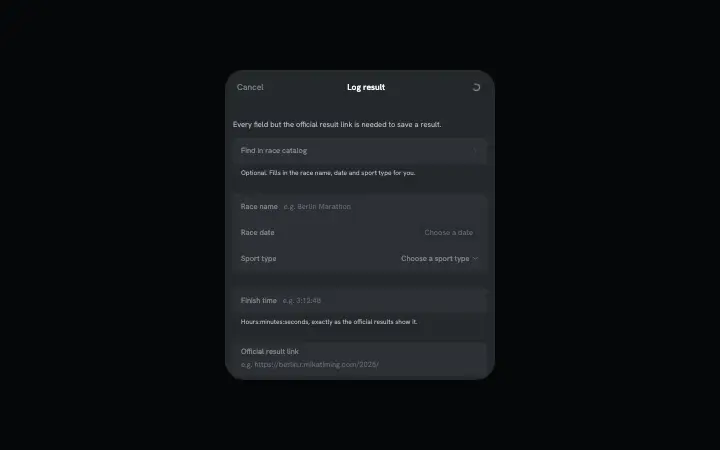 Cancel
Log result
Every field but the official result link is needed to save a result.
Find in race catalog
Optional. Fills in the race name, date and sport type for you.
Race name e.g. Berlin Marathon
Race date Choose a date
Sport type Choose a sport type
Finish time e.g. 3:12:48
Hours:minutes:seconds, exactly as the official results show it.
Official result link
e.g. https://berlin.r.mikatiming.com/2025/